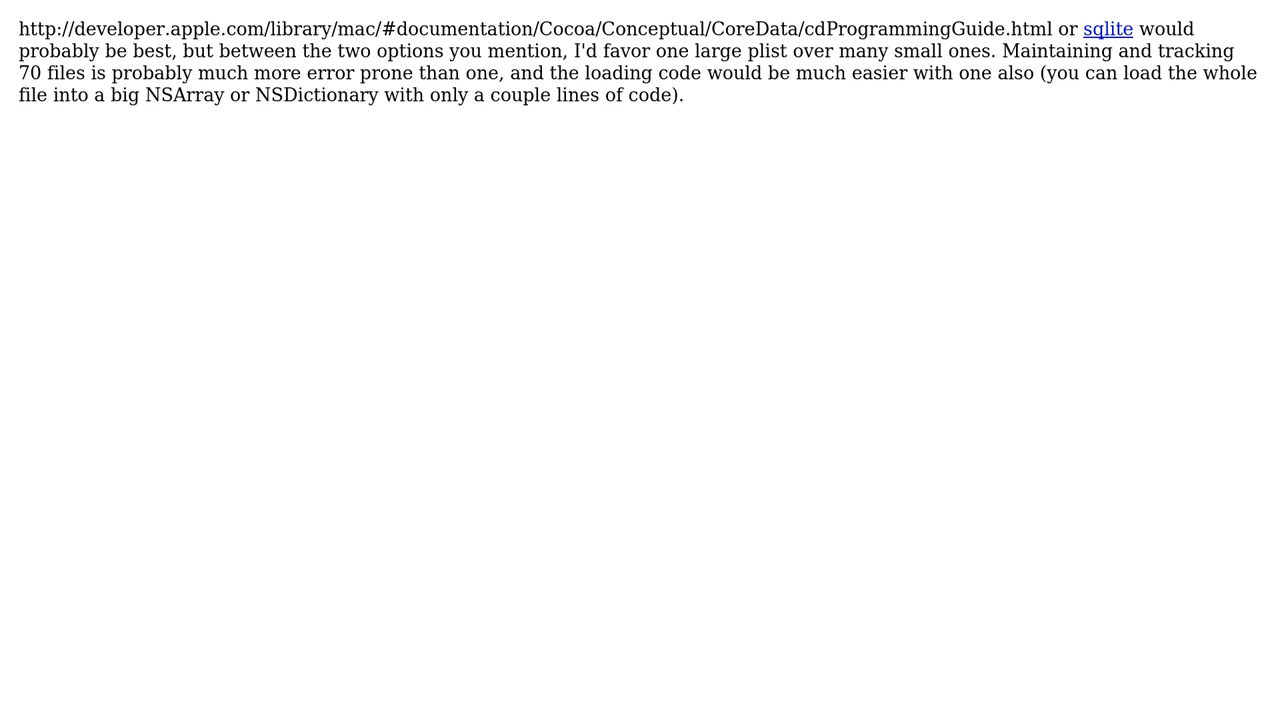 http://developer.apple.com/library/mac/#documentation/Cocoa/Conceptual/CoreData/cdProgrammingGuide.html or sqlite would
probably be best, but between the two options you mention, I'd favor one large plist over many small ones. Maintaining and tracking
70 files is probably much more error prone than one, and the loading code would be much easier with one also (you can load the whole
file into a big NSArray or NSDictionary with only a couple lines of code).